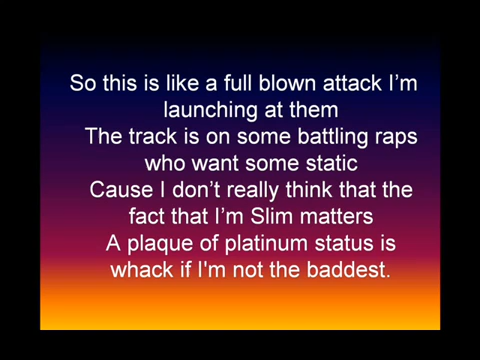 So this is like a full blown attack I’m
launching at them
The track is on some battling raps
who want some static
Cause I don’t really think that the
fact that I’m Slim matters
A plaque of platinum status is
whack if I'm not the baddest.